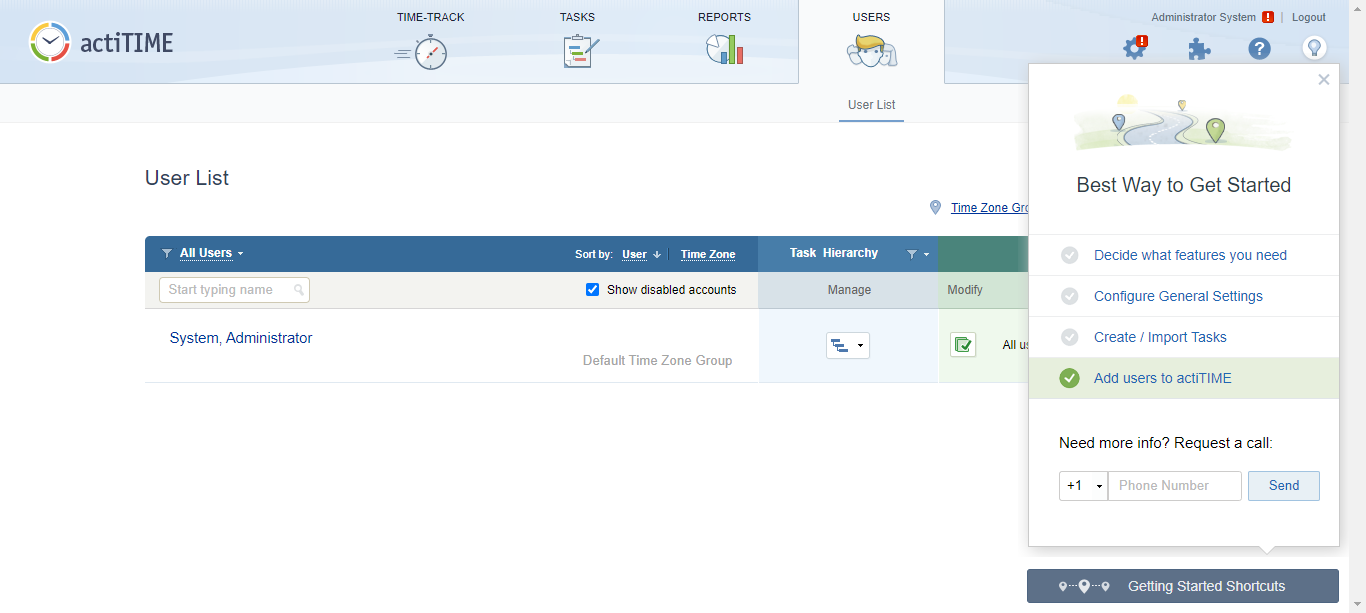 actiTIME
TIME-TRACK
TASKS
REPORTS
USERS
Administrator System ! | Logout
!
?
User List
User List
Time Zone Gro
All Users
Sort by: User ↓ | Time Zone
Task Hierarchy
Start typing name
Show disabled accounts
Manage
Modify
System, Administrator
Default Time Zone Group
All us
Best Way to Get Started
Decide what features you need
Configure General Settings
Create / Import Tasks
Add users to actiTIME
Need more info? Request a call:
+1
Phone Number
Send
Getting Started Shortcuts